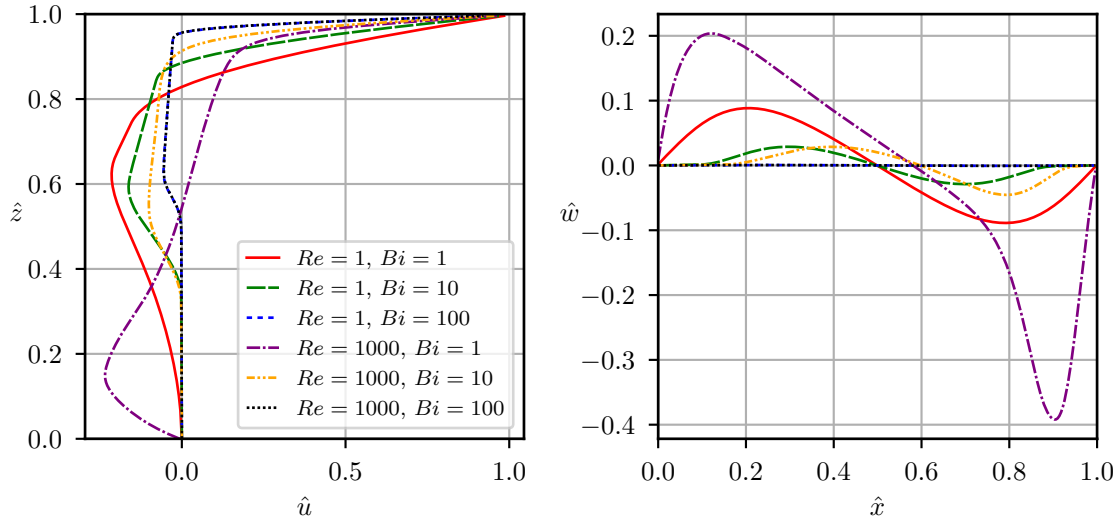 1.0
0.8
0.6
0.4
0.2
0.0
ẑ
0.0
0.5
1.0
û
Re = 1, Bi = 1
Re = 1, Bi = 10
Re = 1, Bi = 100
Re = 1000, Bi = 1
Re = 1000, Bi = 10
Re = 1000, Bi = 100
0.2
0.1
0.0
−0.1
−0.2
−0.3
−0.4
ŵ
0.0
0.2
0.4
0.6
0.8
1.0
x̂